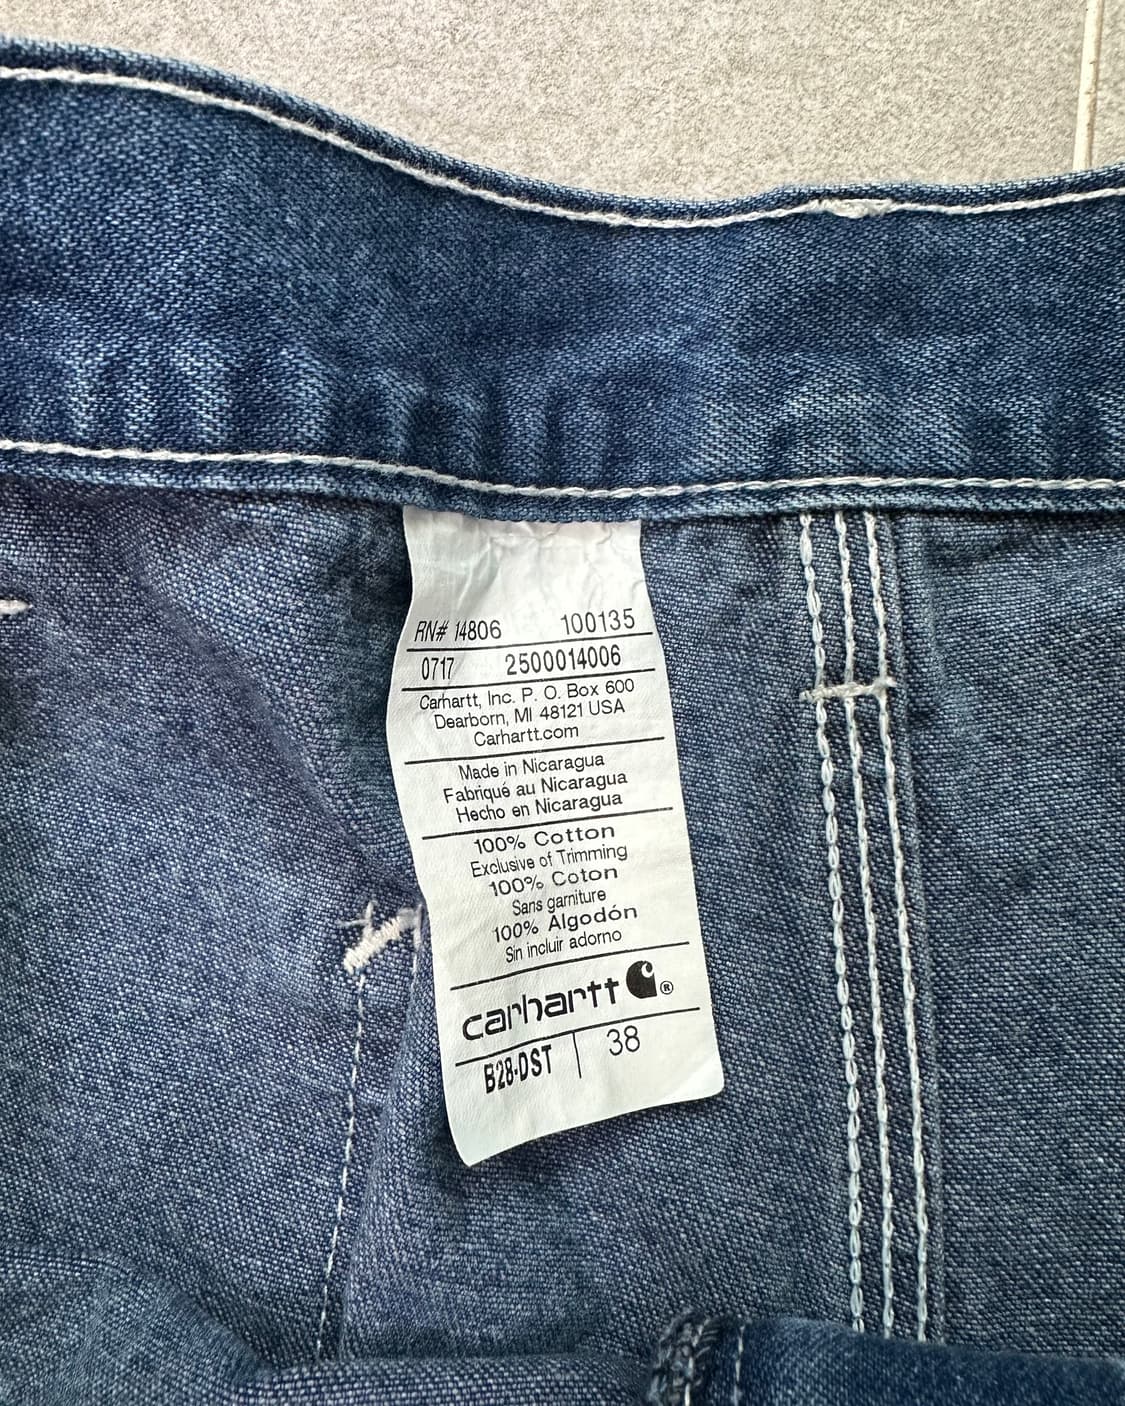 RN# 14806 100135
0717 2500014006
Carhartt, Inc. P. O. Box 600
Dearborn, MI 48121 USA
Carhartt.com
Made in Nicaragua
Fabriqué au Nicaragua
Hecho en Nicaragua
100% Cotton
Exclusive of Trimming
100% Coton
Sans garniture
100% Algodón
Sin incluir adorno
carhartt ®
B28-DST | 38